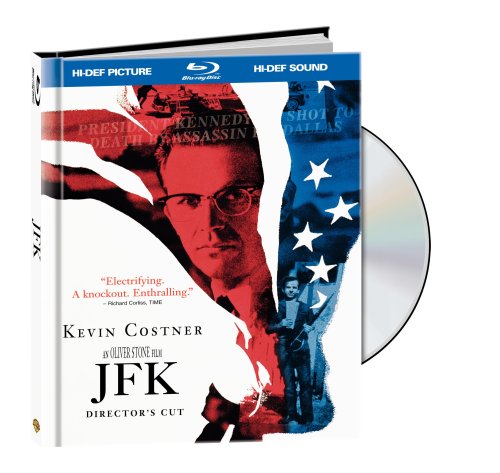 HI-DEF PICTURE
Blu-ray Disc
HI-DEF SOUND
PRESIDENT KENNEDY SHOT TO
DEATH BY ASSASSIN DALLAS
"Electrifying.
A knockout. Enthralling."
– Richard Corliss, TIME
KEVIN COSTNER
AN OLIVER STONE FILM
JFK
DIRECTOR'S CUT
JFK